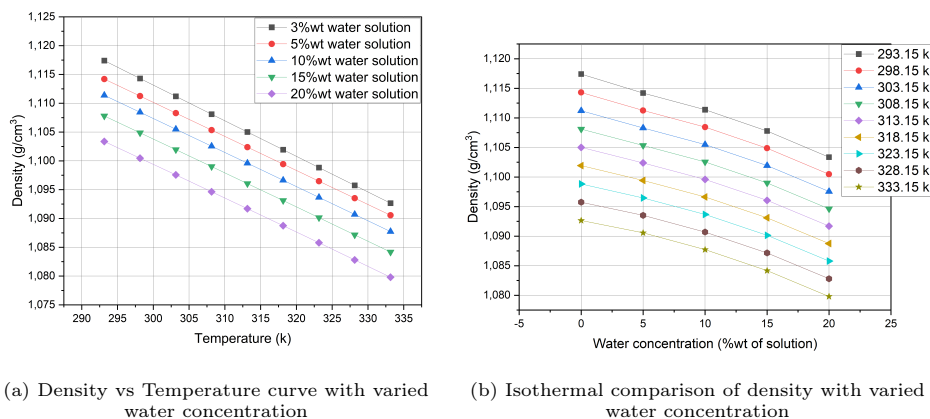 1,125
1,120
1,115
1,110
1,105
1,100
1,095
1,090
1,085
1,080
1,075
Density (g/cm³)
290 295 300 305 310 315 320 325 330 335
Temperature (k)
3%wt water solution
5%wt water solution
10%wt water solution
15%wt water solution
20%wt water solution
(a) Density vs Temperature curve with varied
water concentration
1,120
1,115
1,110
1,105
1,100
1,095
1,090
1,085
1,080
Density (g/cm³)
-5 0 5 10 15 20 25
Water concentration (%wt of solution)
293.15 k
298.15 k
303.15 k
308.15 k
313.15 k
318.15 k
323.15 k
328.15 k
333.15 k
(b) Isothermal comparison of density with varied
water concentration